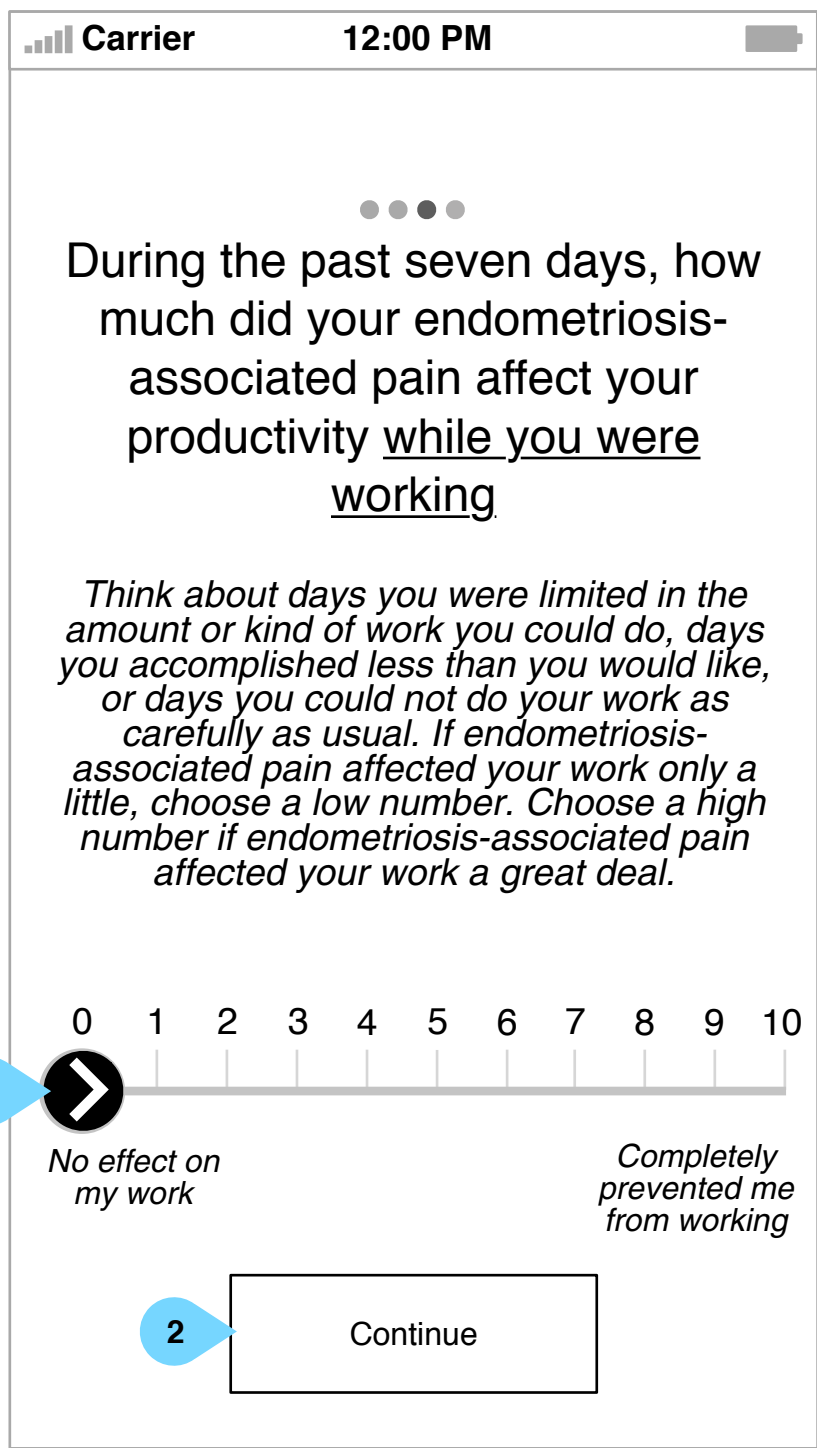 Carrier 12:00 PM
During the past seven days, how
much did your endometriosis-
associated pain affect your
productivity while you were
working
Think about days you were limited in the
amount or kind of work you could do, days
you accomplished less than you would like,
or days you could not do your work as
carefully as usual. If endometriosis-
associated pain affected your work only a
little, choose a low number. Choose a high
number if endometriosis-associated pain
affected your work a great deal.
0 1 2 3 4 5 6 7 8 9 10
No effect on
my work
Completely
prevented me
from working
2
Continue